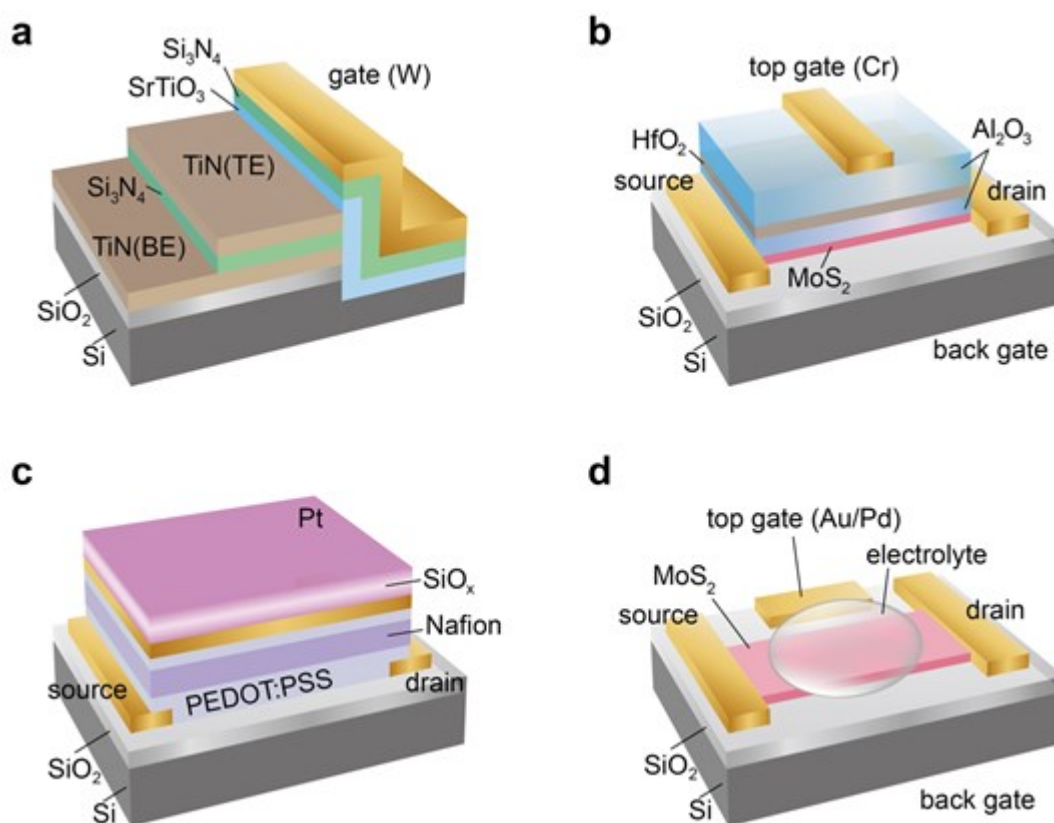 a
Si₃N₄
SrTiO₃
gate (W)
TiN(TE)
Si₃N₄
TiN(BE)
SiO₂
Si
b
top gate (Cr)
HfO₂
Al₂O₃
source
drain
MoS₂
SiO₂
Si
back gate
c
Pt
SiOₓ
Nafion
source
PEDOT:PSS
drain
SiO₂
Si
d
top gate (Au/Pd)
electrolyte
MoS₂
source
drain
SiO₂
Si
back gate